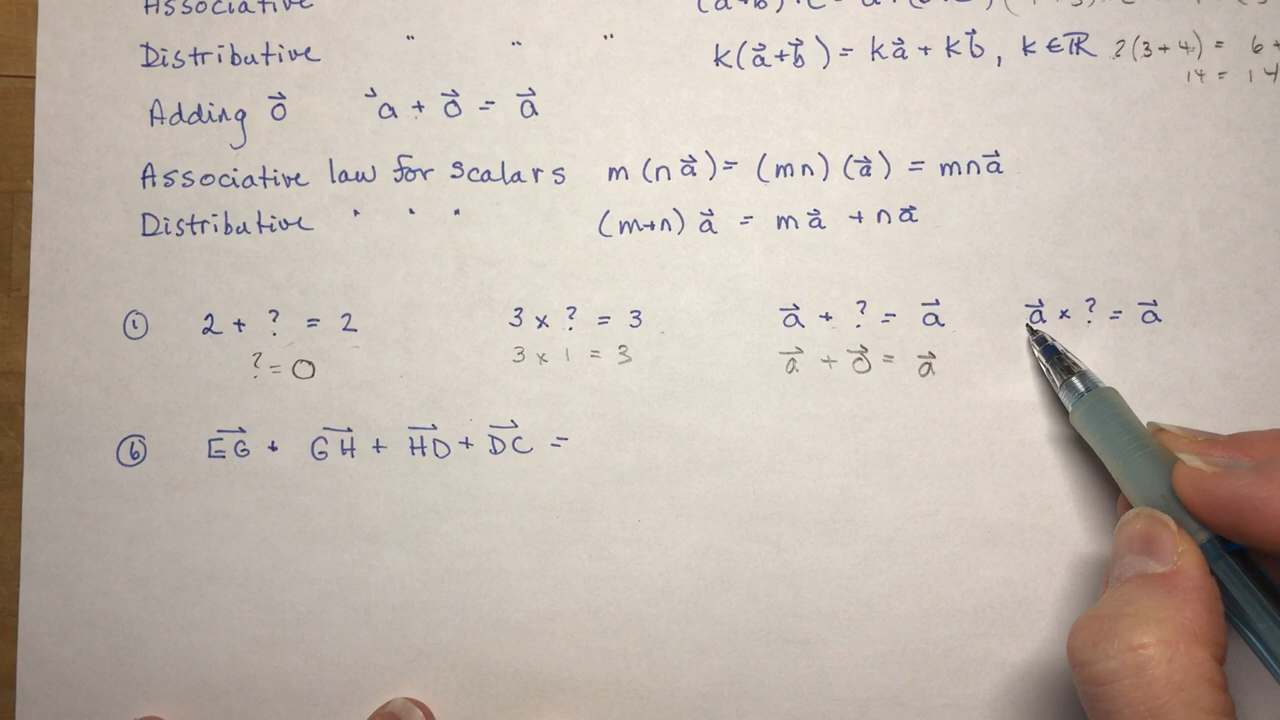 Associative
Distributive " " " k(a⃗+b⃗) = ka⃗ + kb⃗, k ∈ ℝ 2(3+4) = 6+
14 = 14
Adding 0⃗ a⃗ + 0⃗ = a⃗
Associative law for scalars m(na⃗) = (mn)(a⃗) = mna⃗
Distributive " " " (m+n) a⃗ = ma⃗ + na⃗
① 2 + ? = 2 3 × ? = 3 a⃗ + ? = a⃗ a⃗ × ? = a⃗
? = 0 3 × 1 = 3 a⃗ + 0⃗ = a⃗
⑥ EG⃗ + GH⃗ + HD⃗ + DC⃗ =